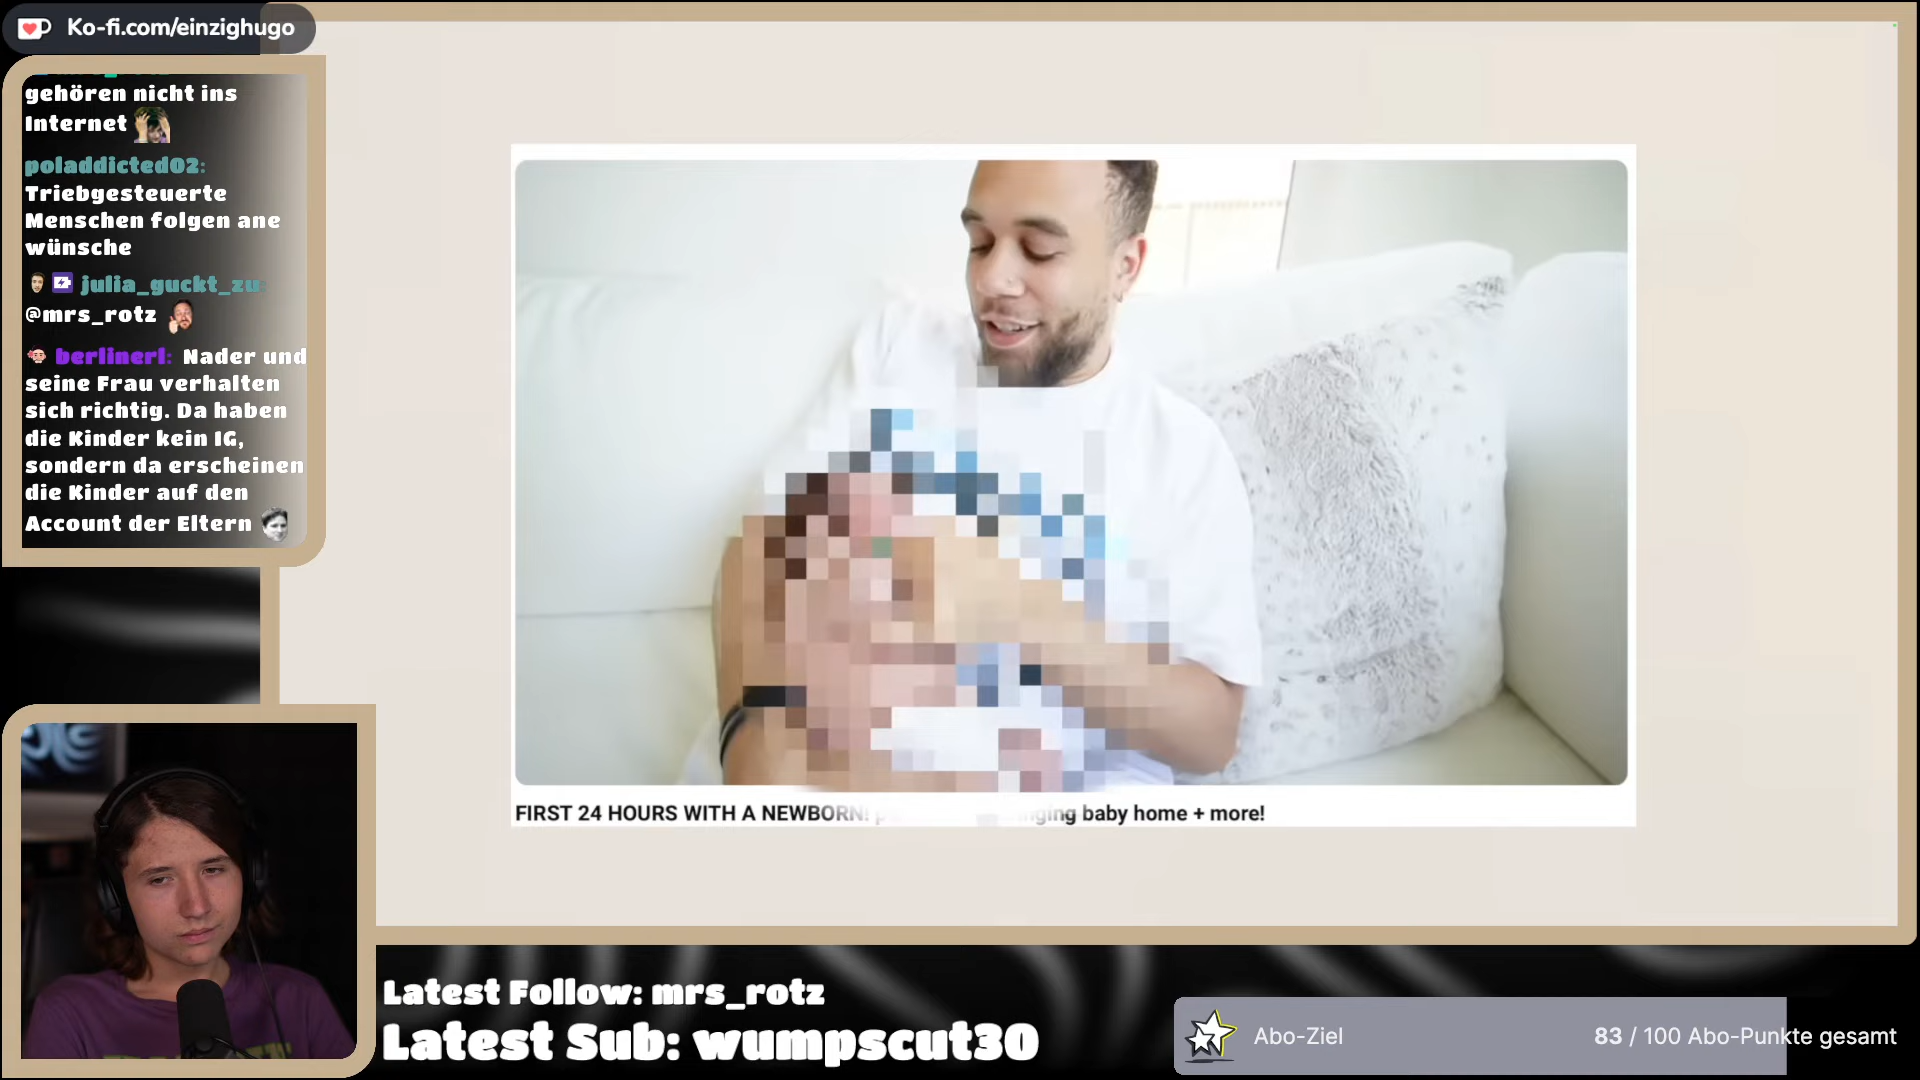 Ko-fi.com/einzighugo
gehören nicht ins
Internet
poladdicted02:
Triebgesteuerte
Menschen folgen ane
wünsche
julia_guckt_zu:
@mrs_rotz
berlinerl: Nader und
seine Frau verhalten
sich richtig. Da haben
die Kinder kein IG,
sondern da erscheinen
die Kinder auf den
Account der Eltern
FIRST 24 HOURS WITH A NEWBORN! baby home + more!
Latest Follow: mrs_rotz
Latest Sub: wumpscut30
Abo-Ziel
83 / 100 Abo-Punkte gesamt